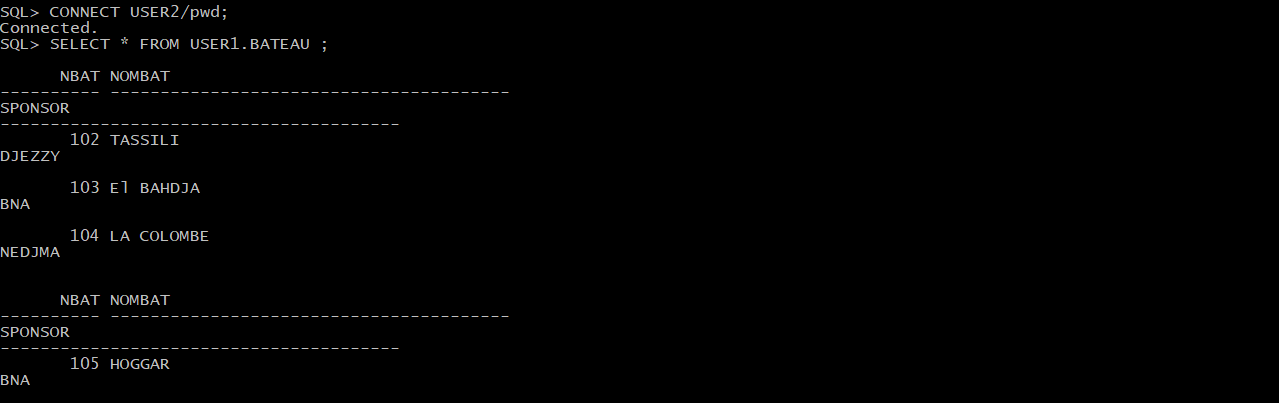 SQL> CONNECT USER2/pwd;
Connected.
SQL> SELECT * FROM USER1.BATEAU ;
      NBAT NOMBAT
---------- ----------------------------------------
SPONSOR
----------------------------------------
       102 TASSILI
DJEZZY
       103 El BAHDJA
BNA
       104 LA COLOMBE
NEDJMA
      NBAT NOMBAT
---------- ----------------------------------------
SPONSOR
----------------------------------------
       105 HOGGAR
BNA